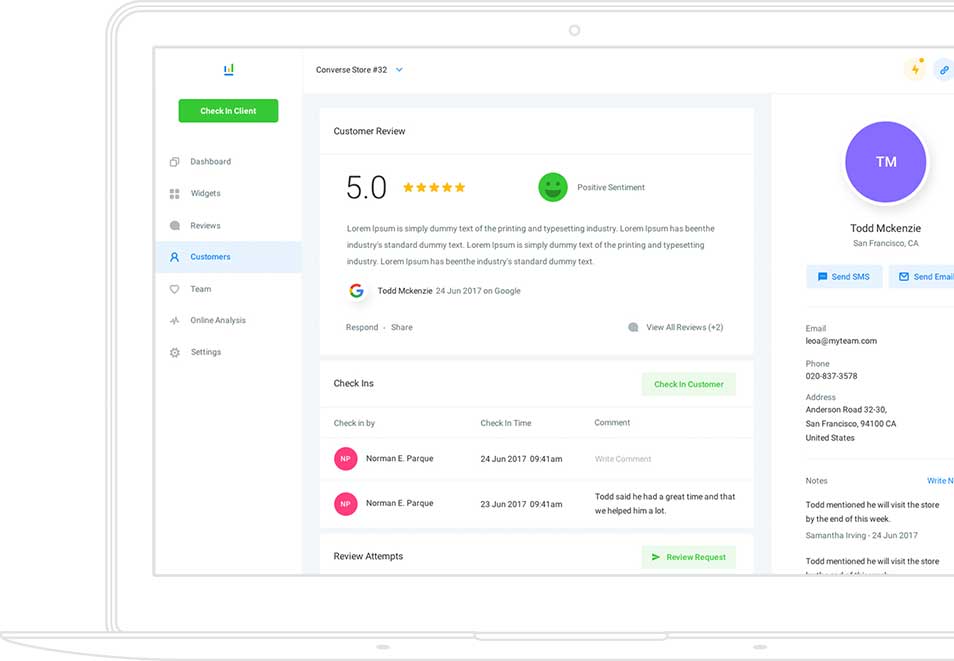 Converse Store #32
Check In Client
Dashboard
Widgets
Reviews
Customers
Team
Online Analysis
Settings
Customer Review
5.0
Positive Sentiment
Lorem Ipsum is simply dummy text of the printing and typesetting industry. Lorem Ipsum has beenthe
industry's standard dummy text. Lorem Ipsum is simply dummy text of the printing and typesetting
industry. Lorem Ipsum has beenthe industry's standard dummy text.
Todd Mckenzie 24 Jun 2017 on Google
Respond - Share
View All Reviews (+2)
Check Ins
Check In Customer
Check in by Check In Time Comment
NP Norman E. Parque 24 Jun 2017 09:41am Write Comment
NP Norman E. Parque 23 Jun 2017 09:41am Todd said he had a great time and that
we helped him a lot.
Review Attempts
Review Request
TM
Todd Mckenzie
San Francisco, CA
Send SMS
Send Email
Email
leoa@myteam.com
Phone
020-837-3578
Address
Anderson Road 32-30,
San Francisco, 94100 CA
United States
Notes
Write N
Todd mentioned he will visit the store
by the end of this week.
Samantha Irving - 24 Jun 2017
Todd mentioned he will visit the store